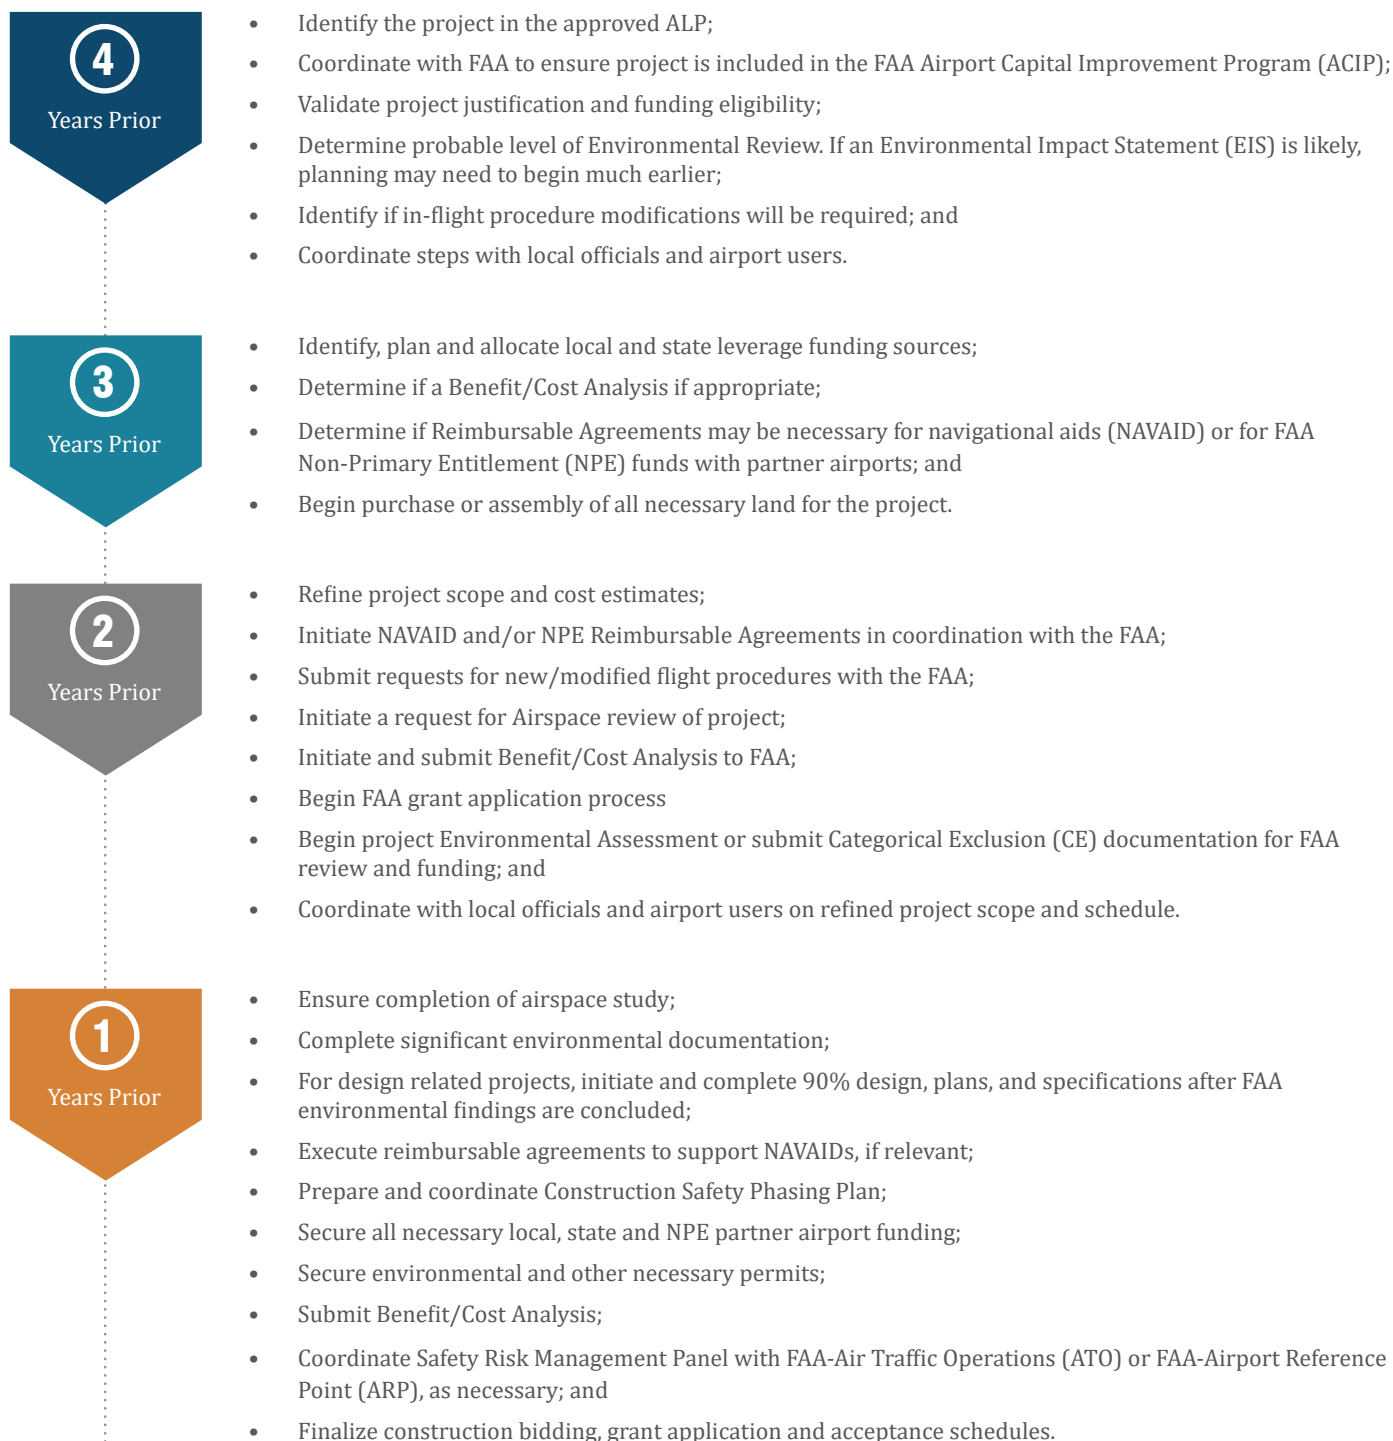 4
Years Prior
• Identify the project in the approved ALP;
• Coordinate with FAA to ensure project is included in the FAA Airport Capital Improvement Program (ACIP);
• Validate project justification and funding eligibility;
• Determine probable level of Environmental Review. If an Environmental Impact Statement (EIS) is likely,
planning may need to begin much earlier;
• Identify if in-flight procedure modifications will be required; and
• Coordinate steps with local officials and airport users.
3
Years Prior
• Identify, plan and allocate local and state leverage funding sources;
• Determine if a Benefit/Cost Analysis if appropriate;
• Determine if Reimbursable Agreements may be necessary for navigational aids (NAVAID) or for FAA
Non-Primary Entitlement (NPE) funds with partner airports; and
• Begin purchase or assembly of all necessary land for the project.
2
Years Prior
• Refine project scope and cost estimates;
• Initiate NAVAID and/or NPE Reimbursable Agreements in coordination with the FAA;
• Submit requests for new/modified flight procedures with the FAA;
• Initiate a request for Airspace review of project;
• Initiate and submit Benefit/Cost Analysis to FAA;
• Begin FAA grant application process
• Begin project Environmental Assessment or submit Categorical Exclusion (CE) documentation for FAA
review and funding; and
• Coordinate with local officials and airport users on refined project scope and schedule.
1
Years Prior
• Ensure completion of airspace study;
• Complete significant environmental documentation;
• For design related projects, initiate and complete 90% design, plans, and specifications after FAA
environmental findings are concluded;
• Execute reimbursable agreements to support NAVAIDs, if relevant;
• Prepare and coordinate Construction Safety Phasing Plan;
• Secure all necessary local, state and NPE partner airport funding;
• Secure environmental and other necessary permits;
• Submit Benefit/Cost Analysis;
• Coordinate Safety Risk Management Panel with FAA-Air Traffic Operations (ATO) or FAA-Airport Reference
Point (ARP), as necessary; and
• Finalize construction bidding, grant application and acceptance schedules.